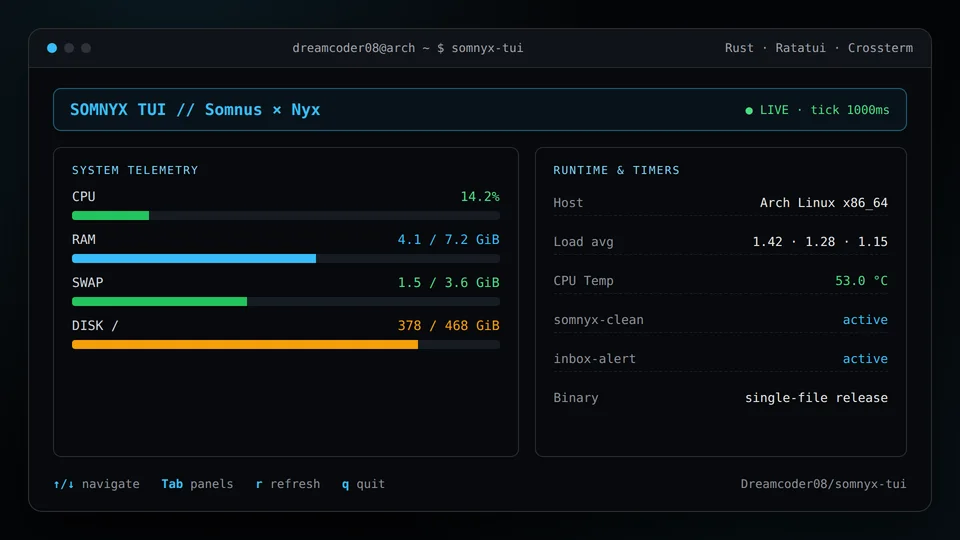 dreamcoder08@arch ~ $ somnyx-tui
Rust · Ratatui · Crossterm
SOMNYX TUI // Somnus × Nyx
● LIVE · tick 1000ms
SYSTEM TELEMETRY
CPU 14.2%
RAM 4.1 / 7.2 GiB
SWAP 1.5 / 3.6 GiB
DISK / 378 / 468 GiB
RUNTIME & TIMERS
Host Arch Linux x86_64
Load avg 1.42 · 1.28 · 1.15
CPU Temp 53.0 °C
somnyx-clean active
inbox-alert active
Binary single-file release
↑/↓ navigate Tab panels r refresh q quit
Dreamcoder08/somnyx-tui